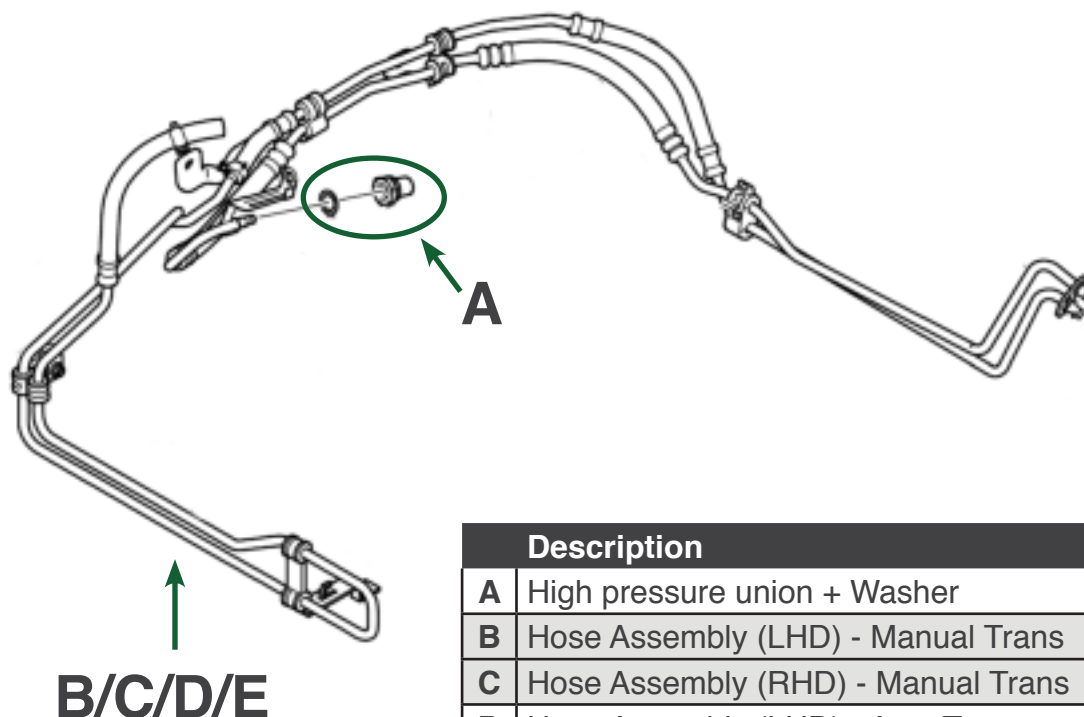 A
B/C/D/E
Description
A High pressure union + Washer
B Hose Assembly (LHD) - Manual Trans
C Hose Assembly (RHD) - Manual Trans